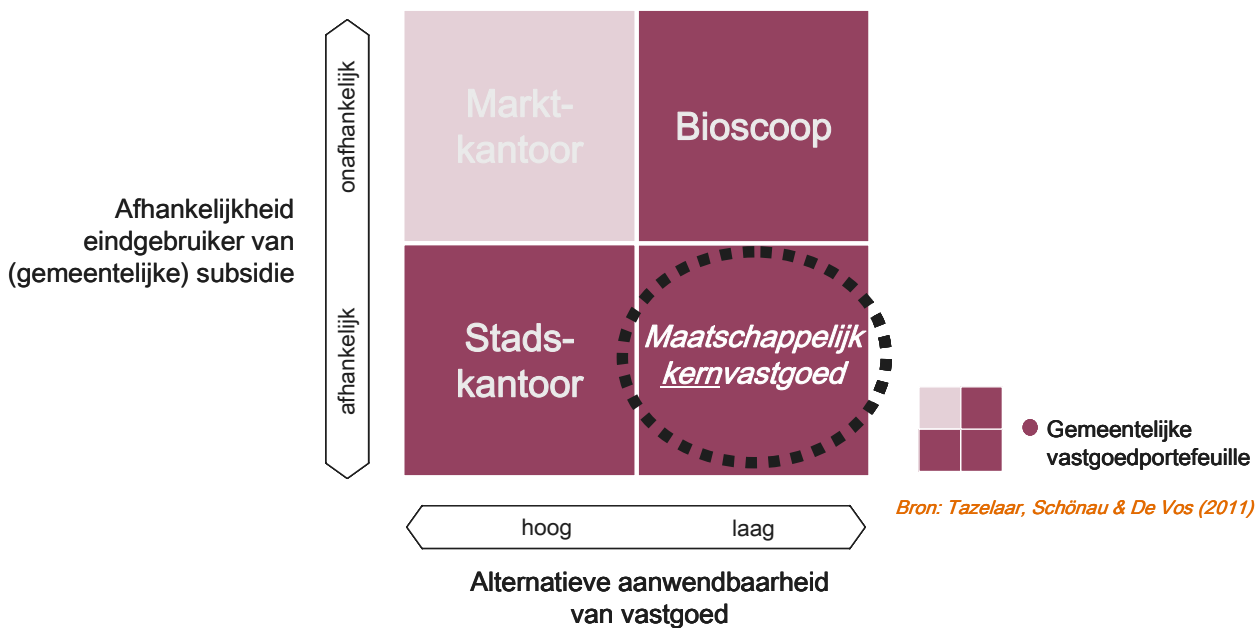 Afhankelijkheid
eindgebruiker van
(gemeentelijke) subsidie
onafhankelijk
afhankelijk
Markt-
kantoor
Bioscoop
Stads-
kantoor
Maatschappelijk
kernvastgoed
hoog
laag
Alternatieve aanwendbaarheid
van vastgoed
Gemeentelijke
vastgoedportefeuille
Bron: Tazelaar, Schönau & De Vos (2011)